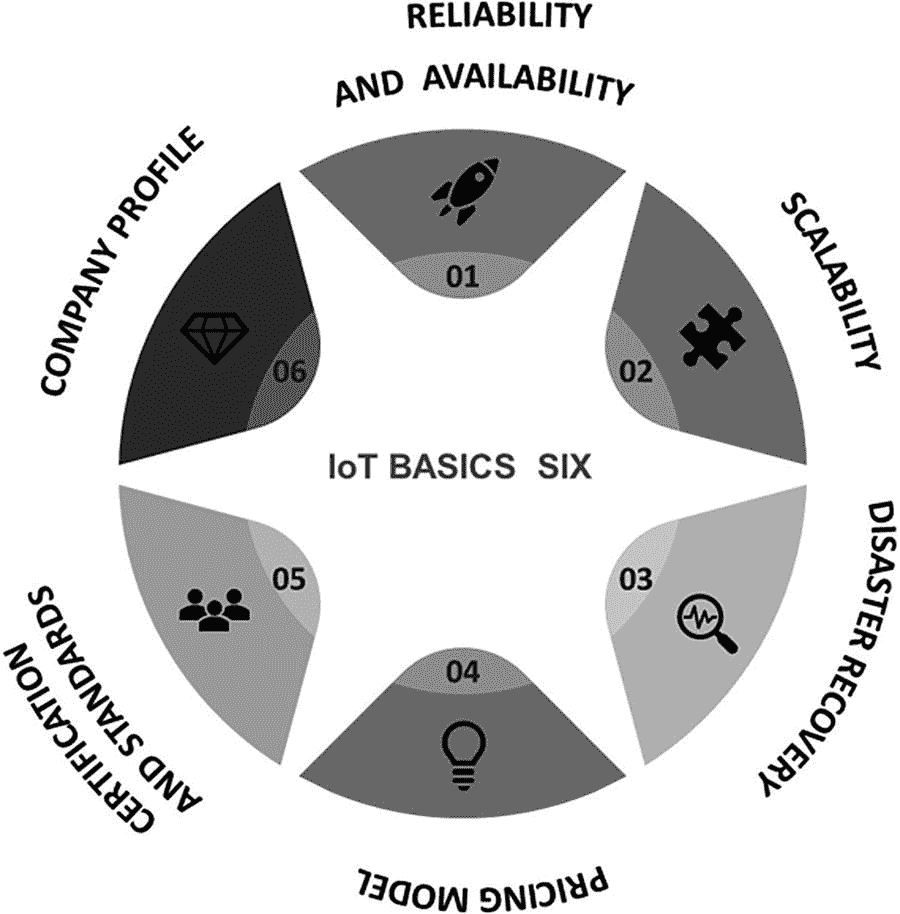 RELIABILITY
AND AVAILABILITY
01
SCALABILITY
02
DISASTER RECOVERY
03
PRICING MODEL
04
CERTIFICATION
AND STANDARDS
05
COMPANY PROFILE
06
IoT BASICS SIX